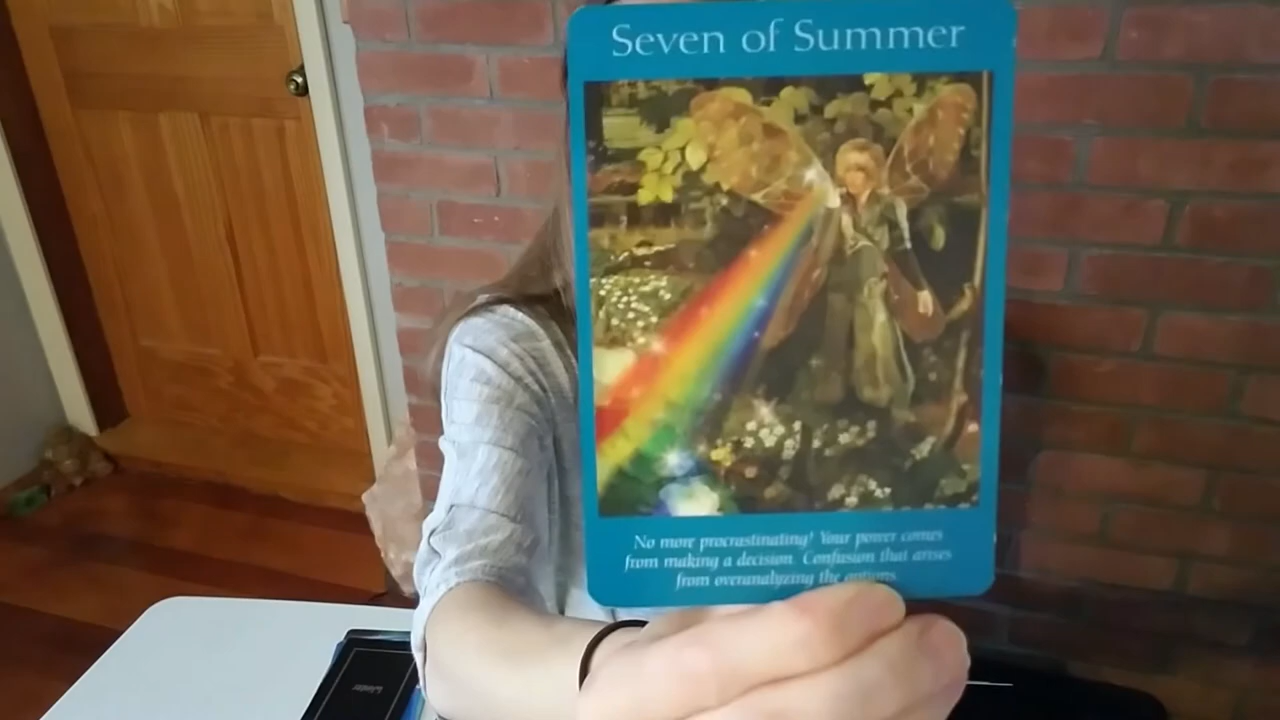 Seven of Summer
No more procrastinating! Your power comes
from making a decision. Confusion that arises
from overanalyzing the options.
Winter